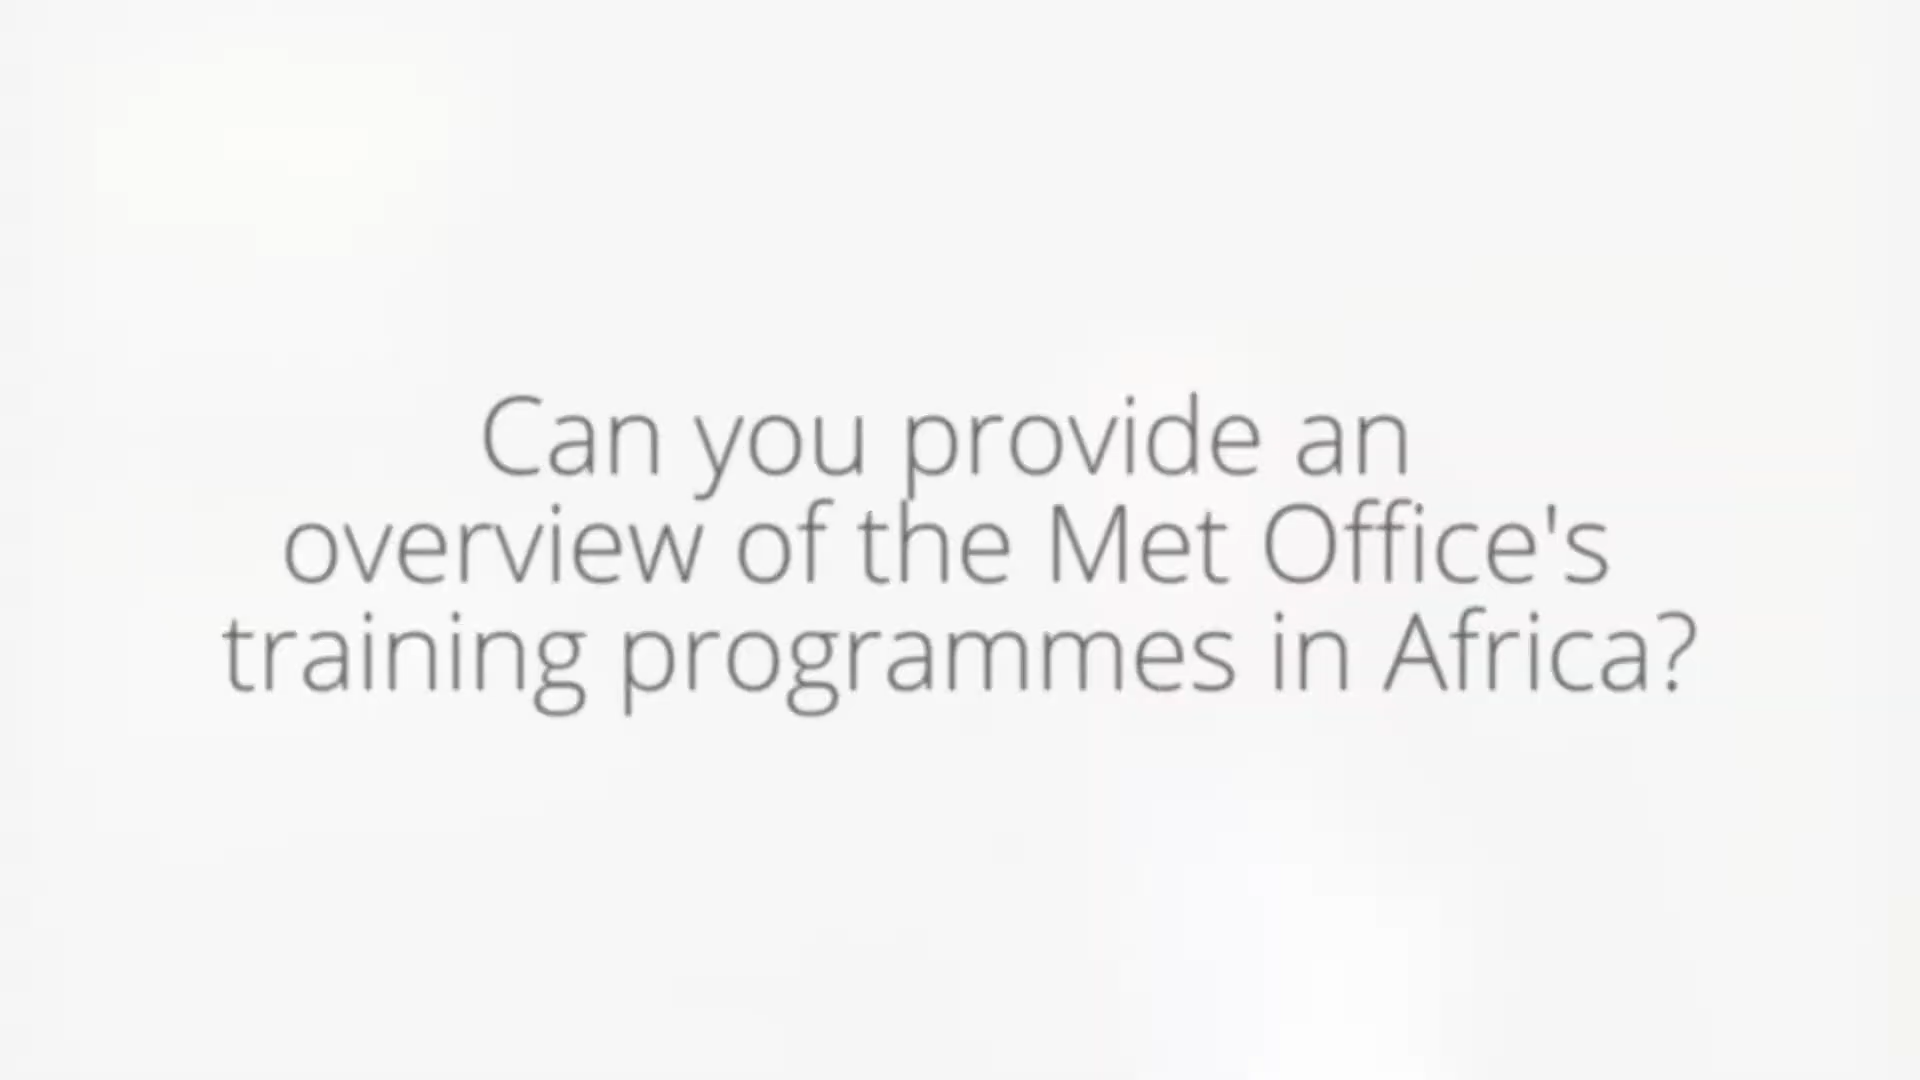 Can you provide an
overview of the Met Office's
training programmes in Africa?